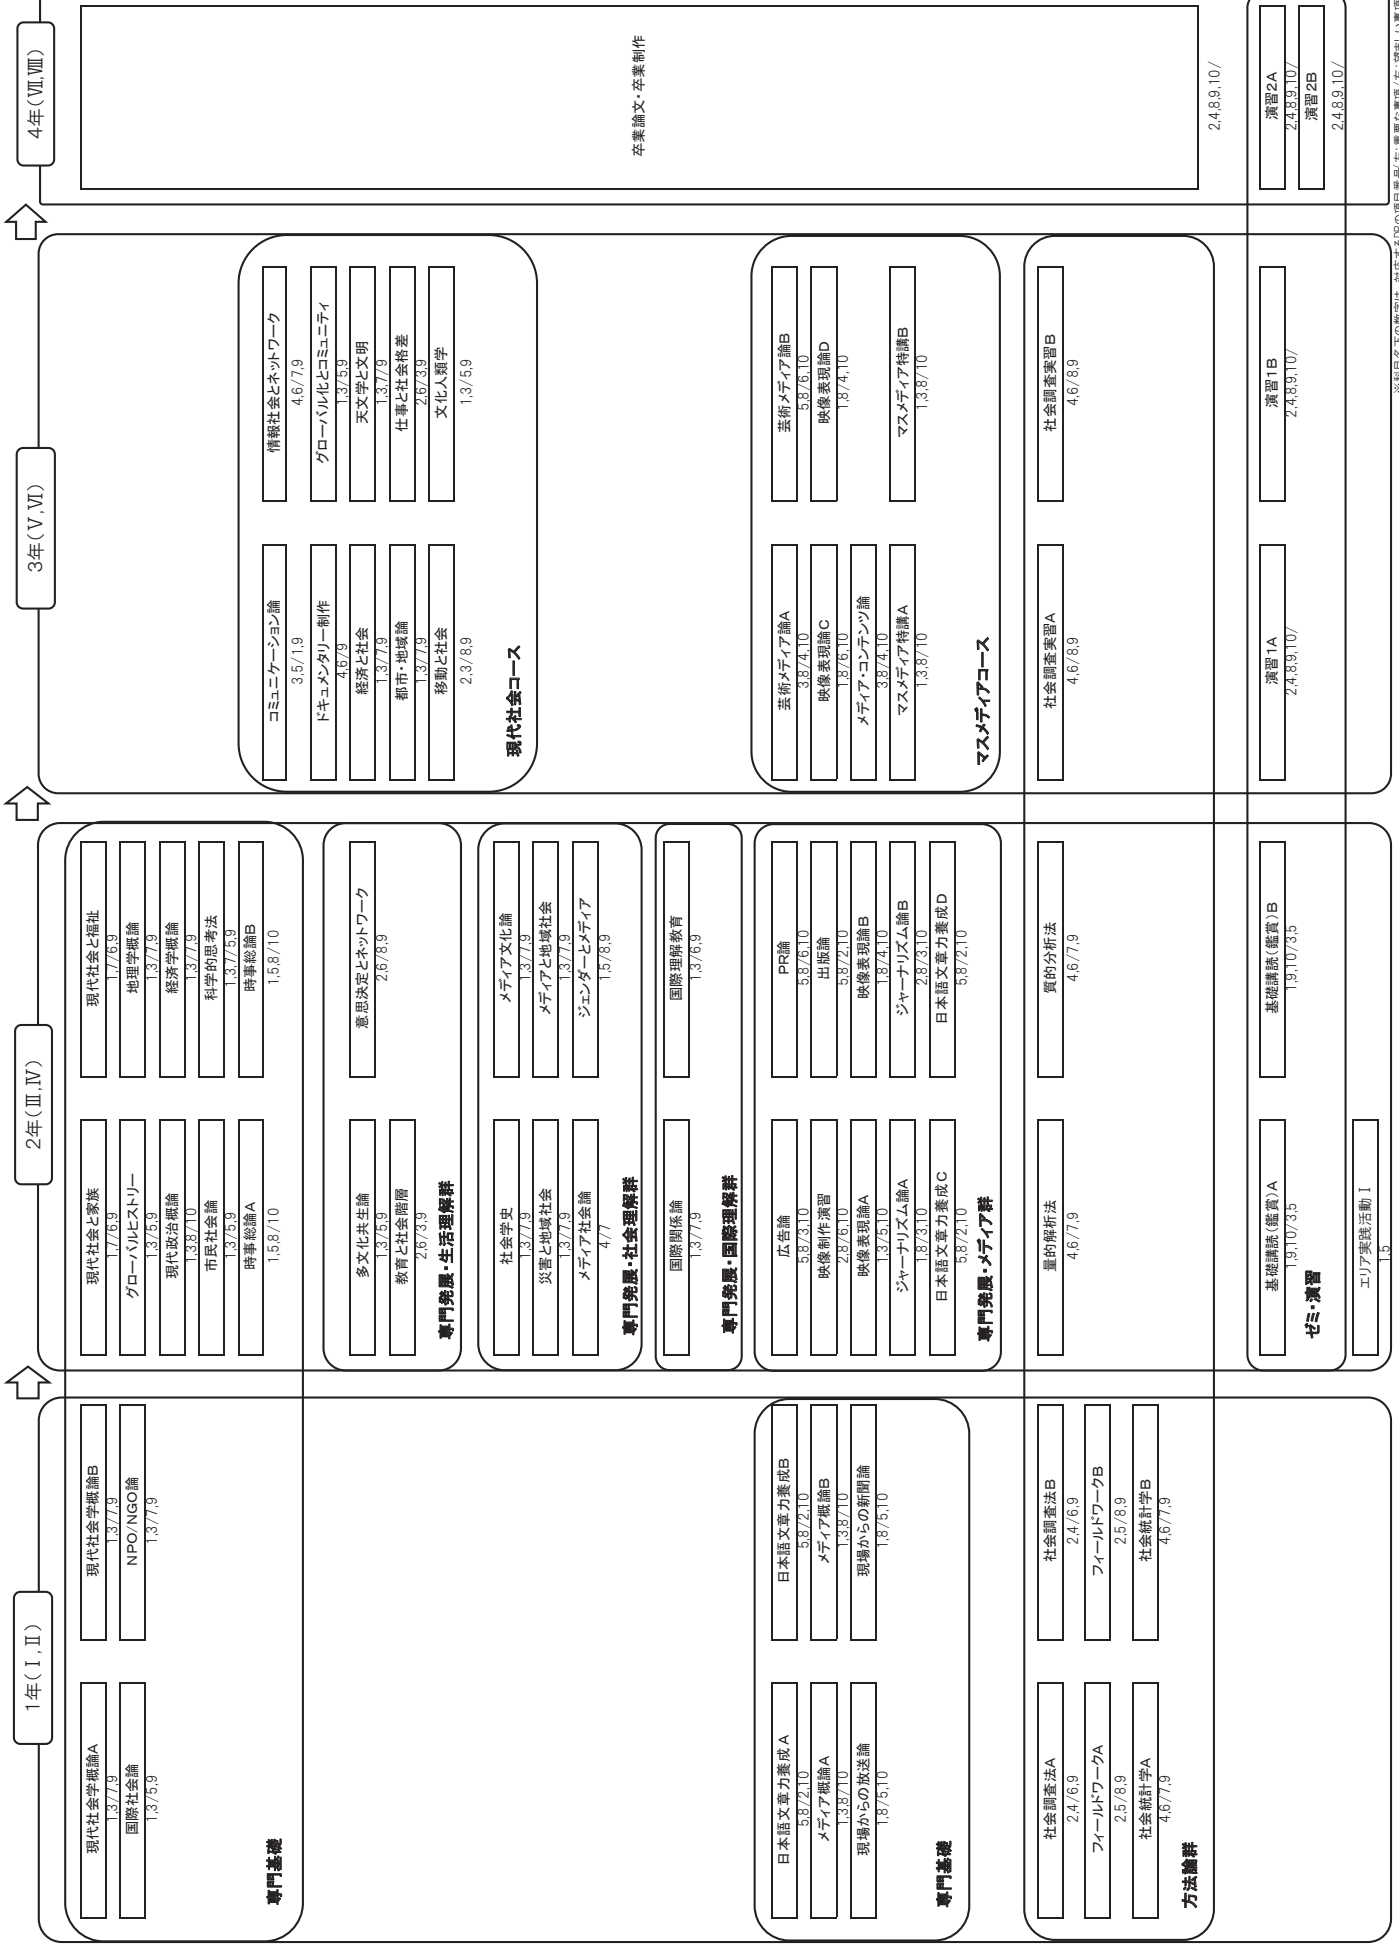 1年(Ⅰ,Ⅱ)
現代社会学概論A
1,3/7,9
国際社会論
1,3/5,9
現代社会学概論B
1,3/7,9
NPO/NGO論
1,3/7,9
専門基礎
日本語文章力養成A
5,8/2,10
メディア概論A
1,3,8/10
現場からの放送論
1,8/5,10
日本語文章力養成B
5,8/2,10
メディア概論B
1,3,8/10
現場からの新聞論
1,8/5,10
専門基礎
社会調査法A
2,4/6,9
フィールドワークA
2,5/8,9
社会統計学A
4,6/7,9
社会調査法B
2,4/6,9
フィールドワークB
2,5/8,9
社会統計学B
4,6/7,9
方法論群
2年(Ⅲ,Ⅳ)
現代社会と家族
1,7/6,9
グローバルヒストリー
1,3/5,9
現代政治概論
1,3,8/10
市民社会論
1,3/5,9
時事総論A
1,5,8/10
現代社会と福祉
1,7/6,9
地理学概論
1,3/7,9
経済学概論
1,3/7,9
科学的思考法
1,3,7/5,9
時事総論B
1,5,8/10
多文化共生論
1,3/5,9
教育と社会階層
2,6/3,9
意思決定とネットワーク
2,6/8,9
専門発展・生活理解群
社会学史
1,3/7,9
災害と地域社会
1,3/7,9
メディア社会論
4/7
メディア文化論
1,3/7,9
メディアと地域社会
1,3/7,9
ジェンダーとメディア
1,5/8,9
専門発展・社会理解群
国際関係論
1,3/7,9
国際理解教育
1,3/6,9
専門発展・国際理解群
広告論
5,8/3,10
映像制作演習
2,8/6,10
映像表現論A
1,3/5,10
ジャーナリズム論A
1,8/3,10
日本語文章力養成C
5,8/2,10
PR論
5,8/6,10
出版論
5,8/2,10
映像表現論B
1,8/4,10
ジャーナリズム論B
2,8/3,10
日本語文章力養成D
5,8/2,10
専門発展・メディア群
量的解析法
4,6/7,9
質的分析法
4,6/7,9
基礎講読(鑑賞)A
1,9,10/3,5
基礎講読(鑑賞)B
1,9,10/3,5
ゼミ・演習
エリア実践活動Ⅰ
1,5
3年(Ⅴ,Ⅵ)
コミュニケーション論
3,5/1,9
ドキュメンタリー制作
4,6/9
経済と社会
1,3/7,9
都市・地域論
1,3/7,9
移動と社会
2,3/8,9
情報社会とネットワーク
4,6/7,9
グローバル化とコミュニティ
1,3/5,9
天文学と文明
1,3,7/9
仕事と社会格差
2,6/3,9
文化人類学
1,3/5,9
現代社会コース
芸術メディア論A
3,8/4,10
映像表現論C
1,8/6,10
メディア・コンテンツ論
3,8/4,10
マスメディア特講A
1,3,8/10
芸術メディア論B
5,8/6,10
映像表現論D
1,8/4,10
マスメディア特講B
1,3,8/10
マスメディアコース
社会調査実習A
4,6/8,9
社会調査実習B
4,6/8,9
演習1A
2,4,8,9,10/
演習1B
2,4,8,9,10/
4年(Ⅶ,Ⅷ)
卒業論文・卒業制作
2,4,8,9,10/
演習2A
2,4,8,9,10/
演習2B
2,4,8,9,10/